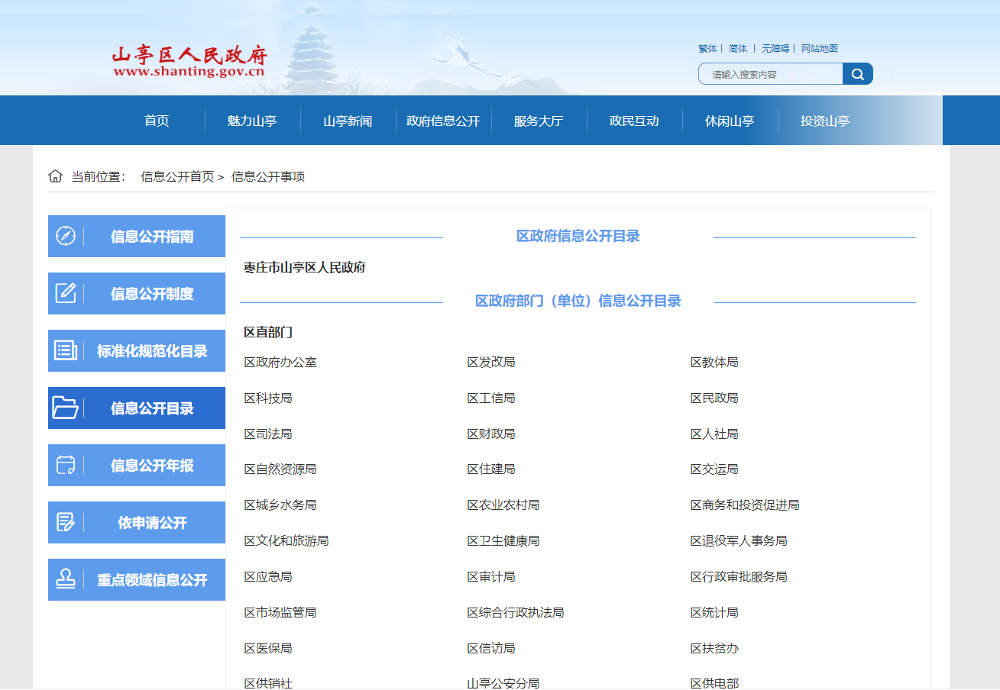 山亭区人民政府
www.shanting.gov.cn
繁体 | 简体 | 无障碍 | 网站地图
请输入搜索内容
首页 魅力山亭 山亭新闻 政府信息公开 服务大厅 政民互动 休闲山亭 投资山亭
当前位置： 信息公开首页 > 信息公开事项
信息公开指南
信息公开制度
标准化规范化目录
信息公开目录
信息公开年报
依申请公开
重点领域信息公开
区政府信息公开目录
枣庄市山亭区人民政府
区政府部门（单位）信息公开目录
区直部门
区政府办公室 区发改局 区教体局
区科技局 区工信局 区民政局
区司法局 区财政局 区人社局
区自然资源局 区住建局 区交运局
区城乡水务局 区农业农村局 区商务和投资促进局
区文化和旅游局 区卫生健康局 区退役军人事务局
区应急局 区审计局 区行政审批服务局
区市场监管局 区综合行政执法局 区统计局
区医保局 区信访局 区扶贫办
区供销社 山亭公安分局 区供电部